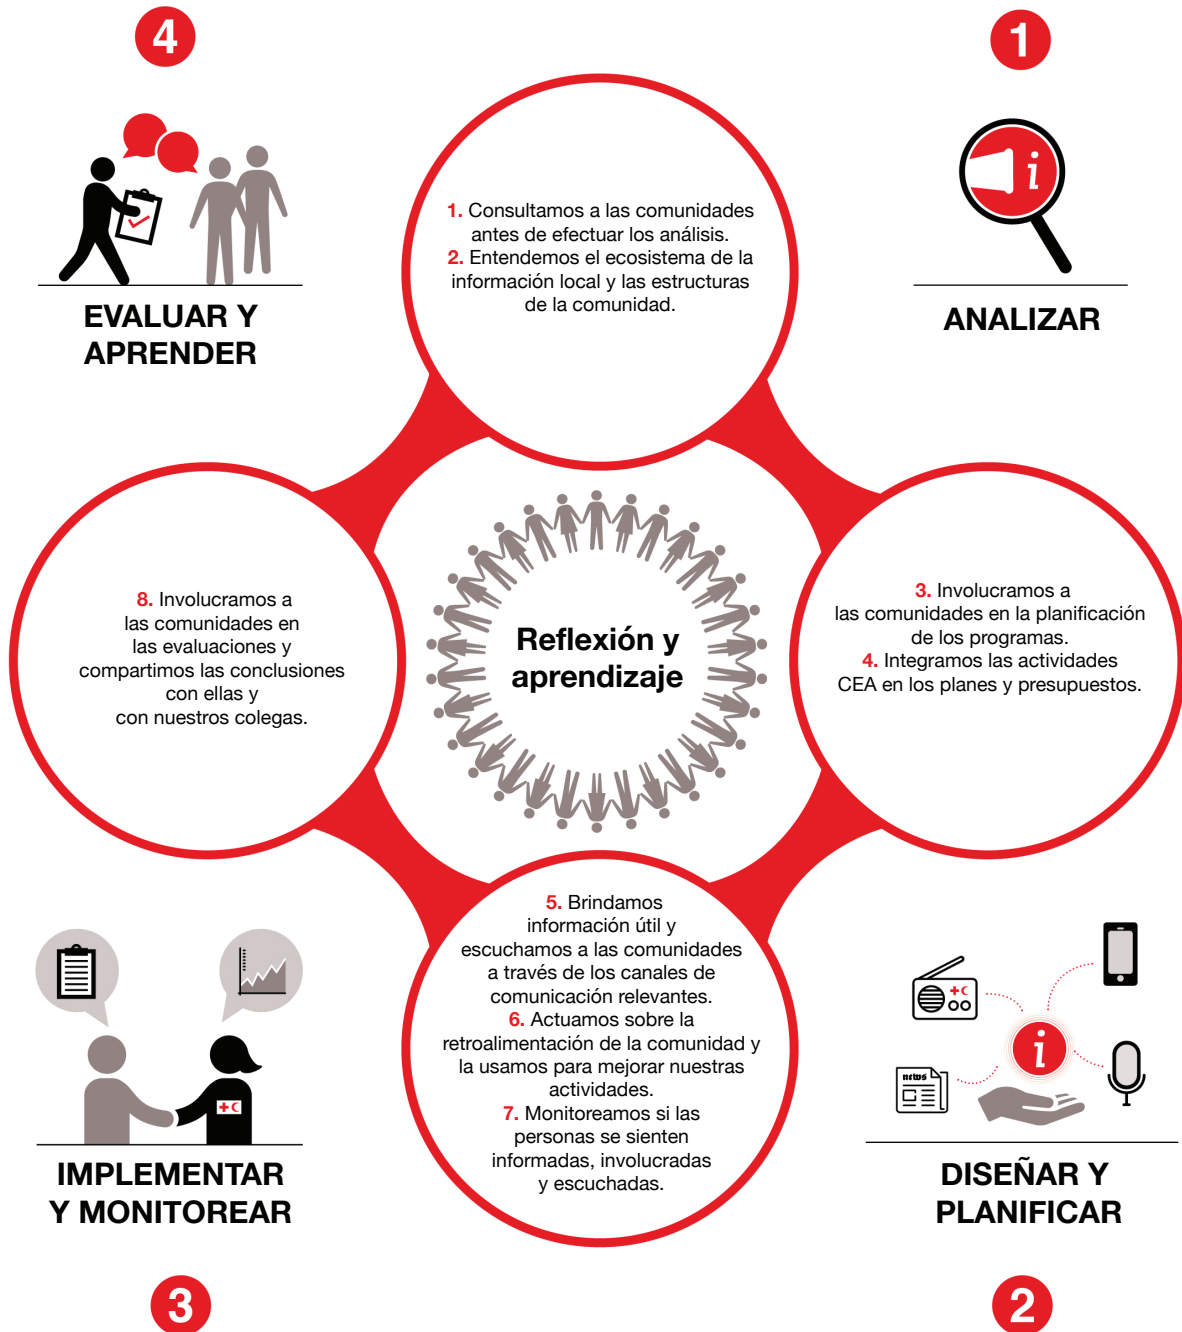 4
1
EVALUAR Y
APRENDER
i
ANALIZAR
1. Consultamos a las comunidades
antes de efectuar los análisis.
2. Entendemos el ecosistema de la
información local y las estructuras
de la comunidad.
8. Involucramos a
las comunidades en
las evaluaciones y
compartimos las conclusiones
con ellas y
con nuestros colegas.
Reflexión y
aprendizaje
3. Involucramos a
las comunidades en la planificación
de los programas.
4. Integramos las actividades
CEA en los planes y presupuestos.
5. Brindamos
información útil y
escuchamos a las comunidades
a través de los canales de
comunicación relevantes.
6. Actuamos sobre la
retroalimentación de la comunidad y
la usamos para mejorar nuestras
actividades.
7. Monitoreamos si las
personas se sienten
informadas, involucradas
y escuchadas.
IMPLEMENTAR
Y MONITOREAR
3
i
news
DISEÑAR Y
PLANIFICAR
2